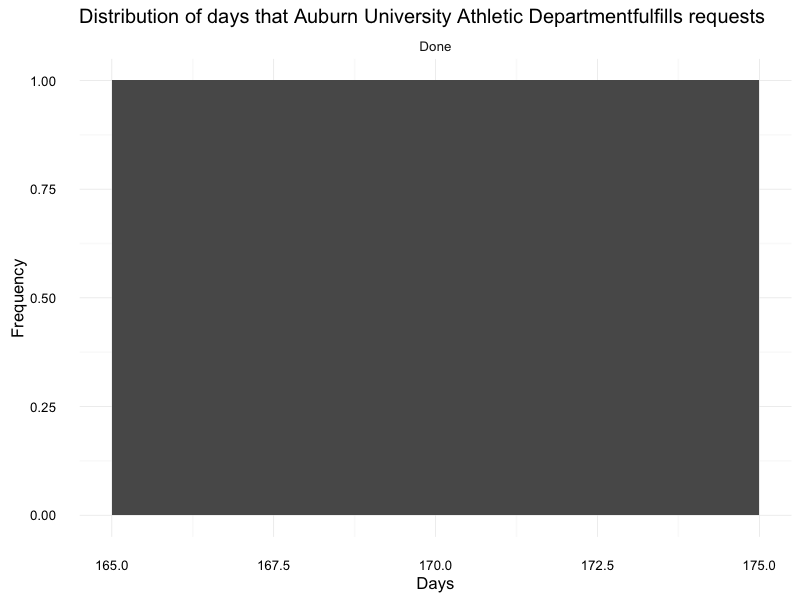 Distribution of days that Auburn University Athletic Departmentfulfills requests
Done
1.00
0.75
0.50
0.25
0.00
Frequency
165.0 167.5 170.0 172.5 175.0
Days